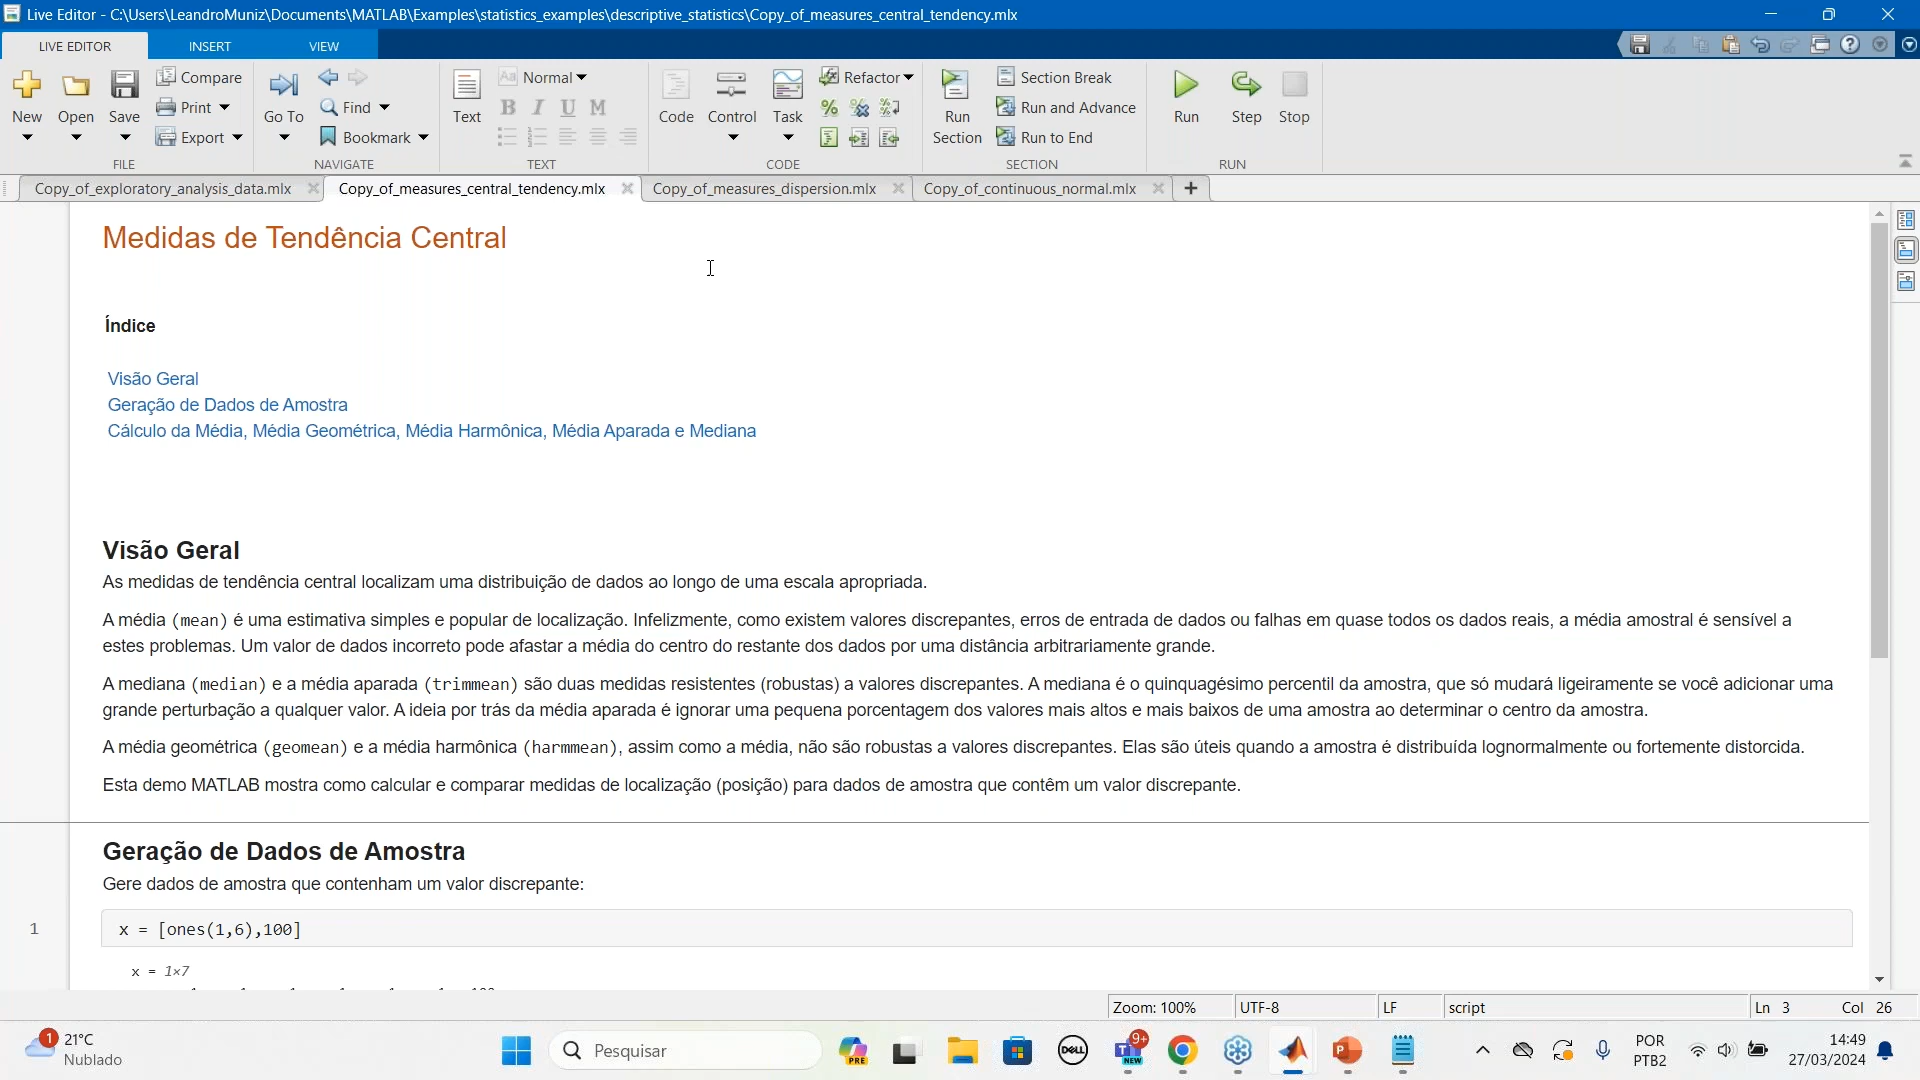 Live Editor - C:\Users\LeandroMuniz\Documents\MATLAB\Examples\statistics_examples\descriptive_statistics\Copy_of_measures_central_tendency.mlx
LIVE EDITOR INSERT VIEW
New Open Save Compare Print Export
FILE
Go To Find Bookmark
NAVIGATE
Text Aa Normal B I U M
TEXT
Code Control Task Refactor
CODE
Run Section Section Break Run and Advance Run to End
SECTION
Run Step Stop
RUN
Copy_of_exploratory_analysis_data.mlx Copy_of_measures_central_tendency.mlx Copy_of_measures_dispersion.mlx Copy_of_continuous_normal.mlx
Medidas de Tendência Central
Índice
Visão Geral
Geração de Dados de Amostra
Cálculo da Média, Média Geométrica, Média Harmônica, Média Aparada e Mediana
Visão Geral
As medidas de tendência central localizam uma distribuição de dados ao longo de uma escala apropriada.
A média (mean) é uma estimativa simples e popular de localização. Infelizmente, como existem valores discrepantes, erros de entrada de dados ou falhas em quase todos os dados reais, a média amostral é sensível a
estes problemas. Um valor de dados incorreto pode afastar a média do centro do restante dos dados por uma distância arbitrariamente grande.
A mediana (median) e a média aparada (trimmean) são duas medidas resistentes (robustas) a valores discrepantes. A mediana é o quinquagésimo percentil da amostra, que só mudará ligeiramente se você adicionar uma
grande perturbação a qualquer valor. A ideia por trás da média aparada é ignorar uma pequena porcentagem dos valores mais altos e mais baixos de uma amostra ao determinar o centro da amostra.
A média geométrica (geomean) e a média harmônica (harmmean), assim como a média, não são robustas a valores discrepantes. Elas são úteis quando a amostra é distribuída lognormalmente ou fortemente distorcida.
Esta demo MATLAB mostra como calcular e comparar medidas de localização (posição) para dados de amostra que contêm um valor discrepante.
Geração de Dados de Amostra
Gere dados de amostra que contenham um valor discrepante:
1 x = [ones(1,6),100]
x = 1×7
Zoom: 100% UTF-8 LF script Ln 3 Col 26
1 21°C
Nublado
Pesquisar
PRE
DELL
9+
NEW
POR
PTB2
14:49
27/03/2024